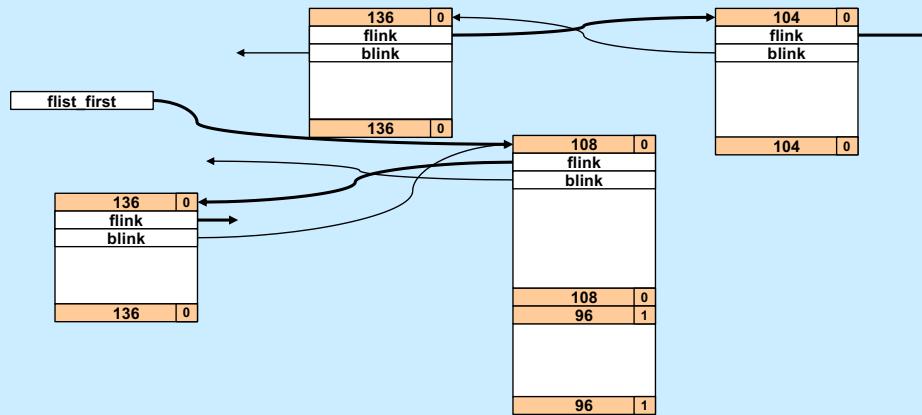 136 0
flink
blink
136 0
104 0
flink
blink
104 0
flist_first
108 0
flink
blink
108 0
96 1
96 1
136 0
flink
blink
136 0